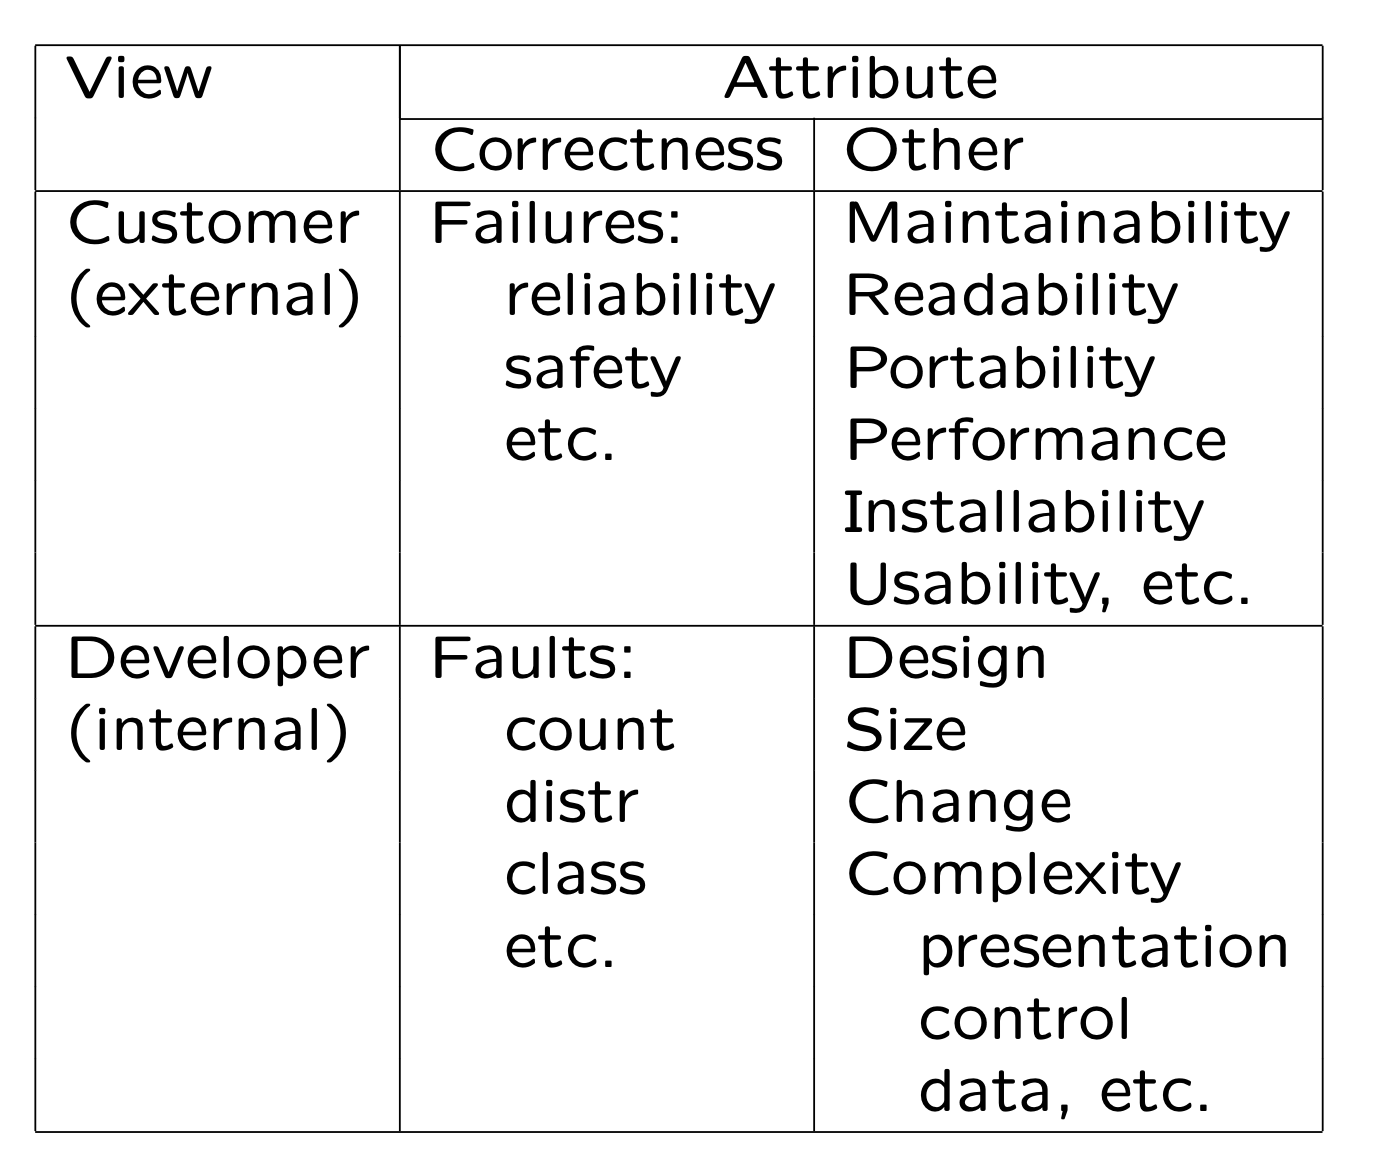 View
Attribute
Correctness
Other
Customer
(external)
Failures:
reliability
safety
etc.
Maintainability
Readability
Portability
Performance
Installability
Usability, etc.
Developer
(internal)
Faults:
count
distr
class
etc.
Design
Size
Change
Complexity
presentation
control
data, etc.